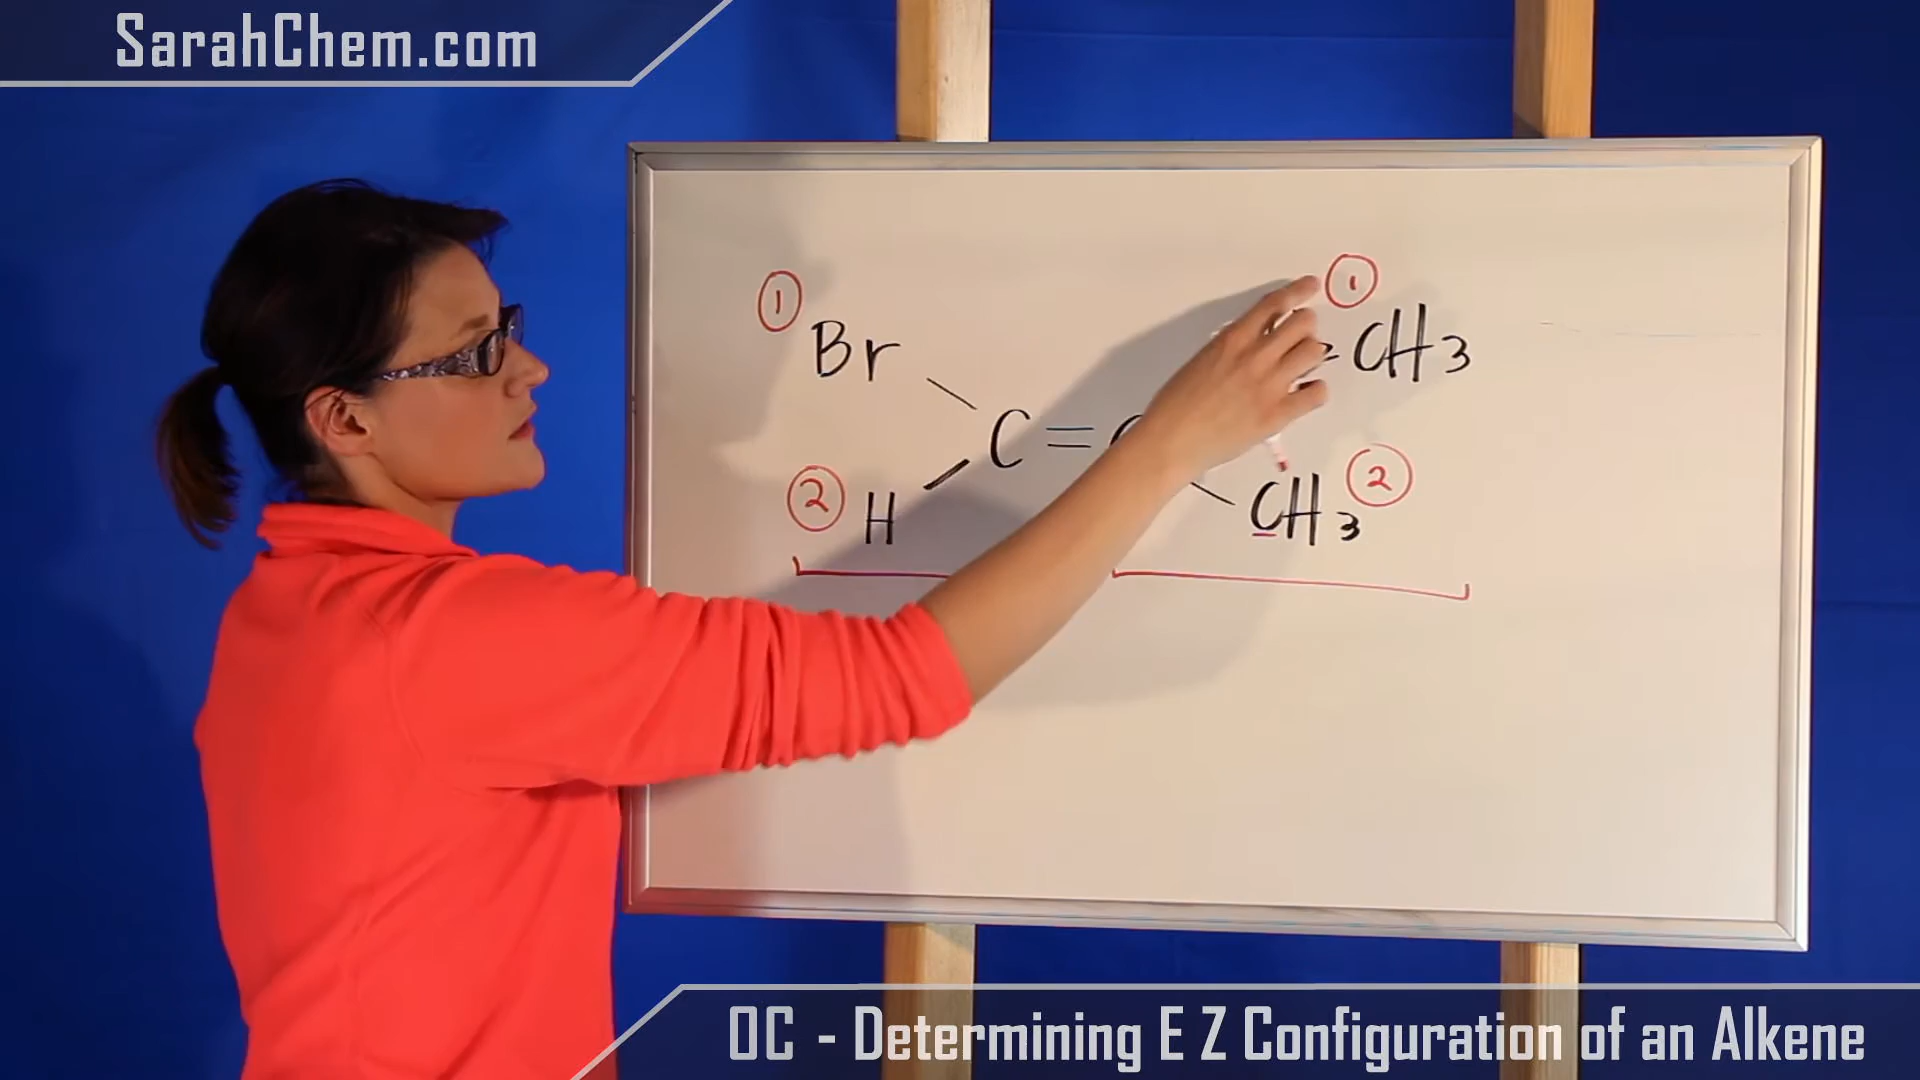 SarahChem.com
① ①
Br CH3
C = C
② H CH3 ②
OC - Determining E Z Configuration of an Alkene